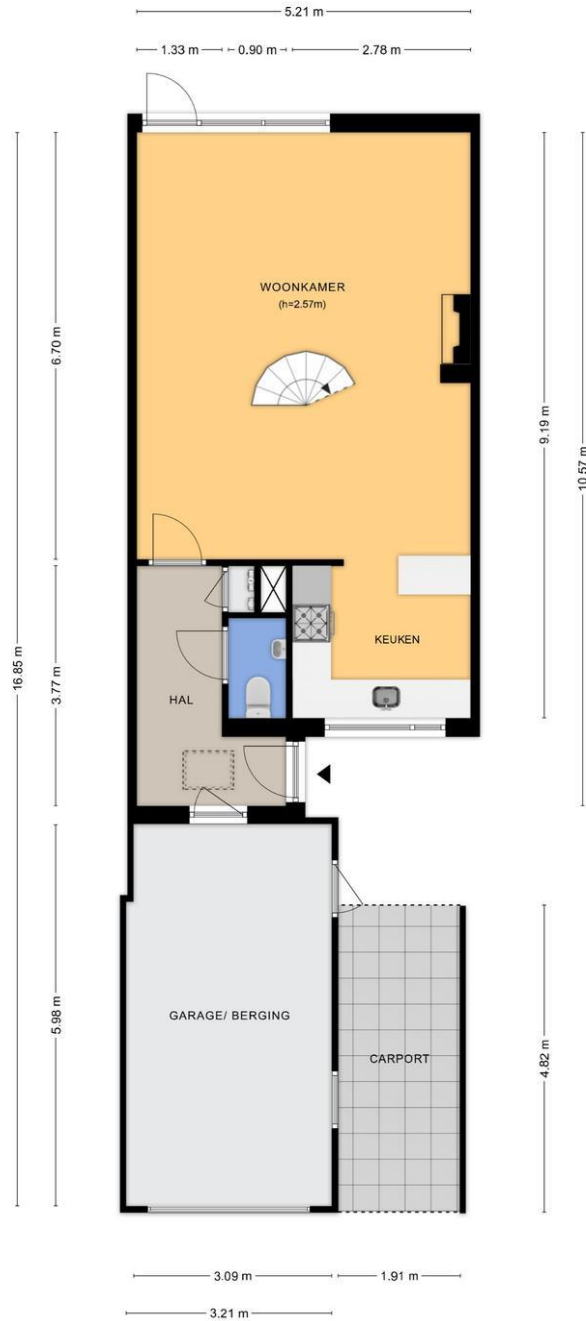 5.21 m
1.33 m
0.90 m
2.78 m
WOONKAMER
(h=2.57m)
6.70 m
9.19 m
10.57 m
16.85 m
3.77 m
KEUKEN
HAL
5.98 m
GARAGE/ BERGING
CARPORT
4.82 m
3.09 m
1.91 m
3.21 m